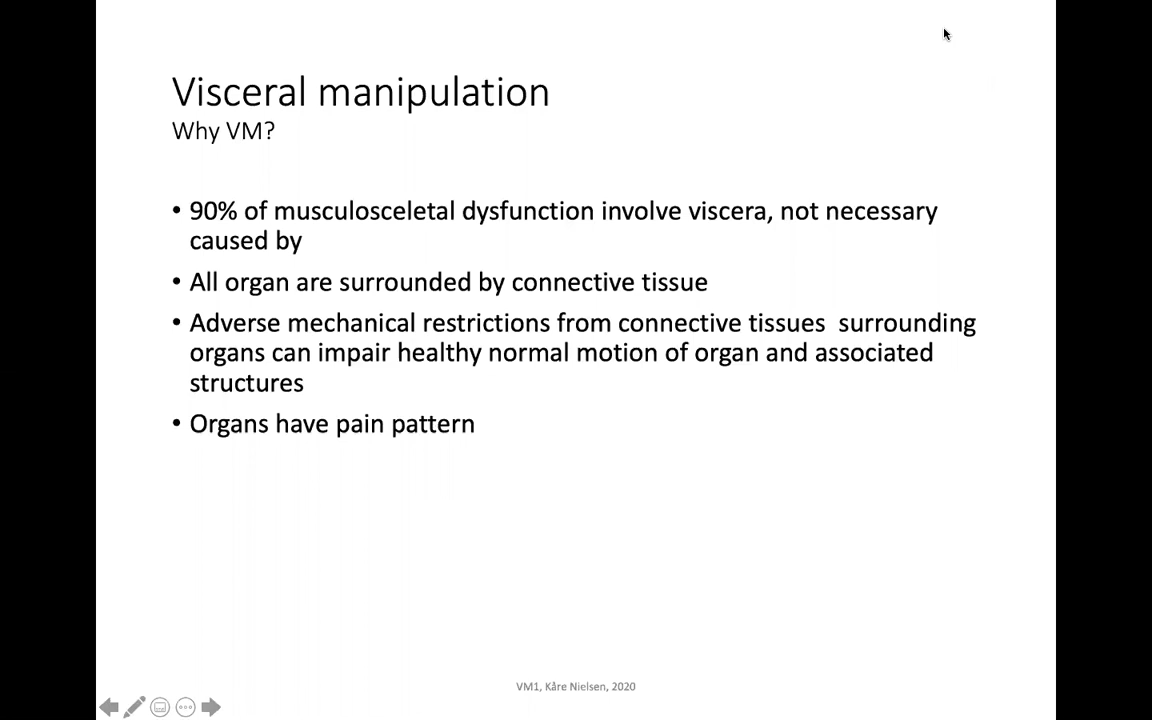 Visceral manipulation
Why VM?
• 90% of musculosceletal dysfunction involve viscera, not necessary
caused by
• All organ are surrounded by connective tissue
• Adverse mechanical restrictions from connective tissues  surrounding
organs can impair healthy normal motion of organ and associated
structures
• Organs have pain pattern
VM1, Kåre Nielsen, 2020